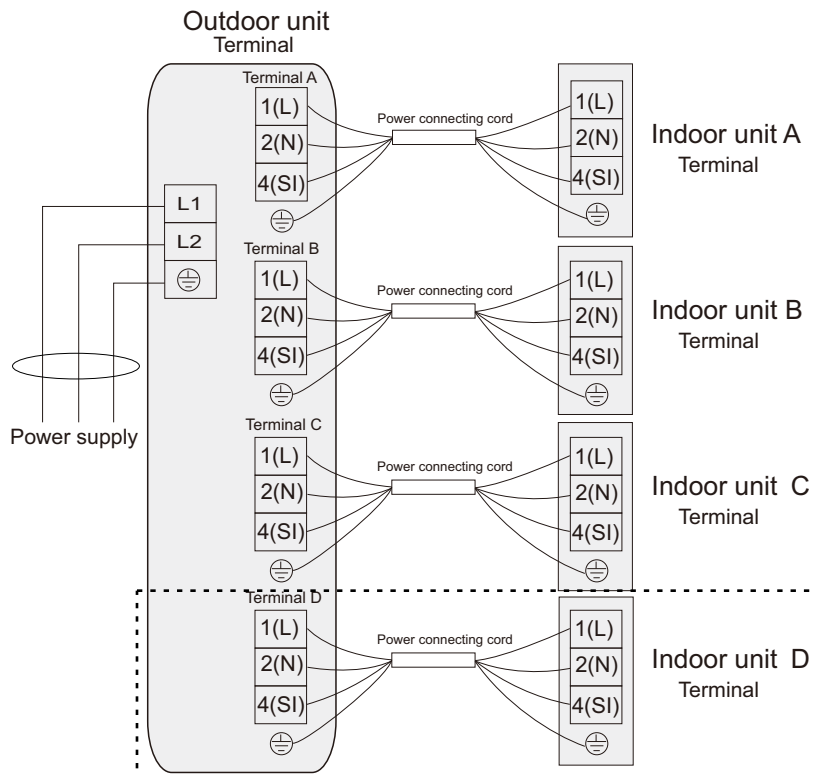 Outdoor unit
Terminal
Terminal A
1(L)
2(N)
4(SI)
Power connecting cord
1(L)
2(N)
4(SI)
Indoor unit A
Terminal
L1
L2
Power supply
Terminal B
1(L)
2(N)
4(SI)
Power connecting cord
1(L)
2(N)
4(SI)
Indoor unit B
Terminal
Terminal C
1(L)
2(N)
4(SI)
Power connecting cord
1(L)
2(N)
4(SI)
Indoor unit C
Terminal
Terminal D
1(L)
2(N)
4(SI)
Power connecting cord
1(L)
2(N)
4(SI)
Indoor unit D
Terminal